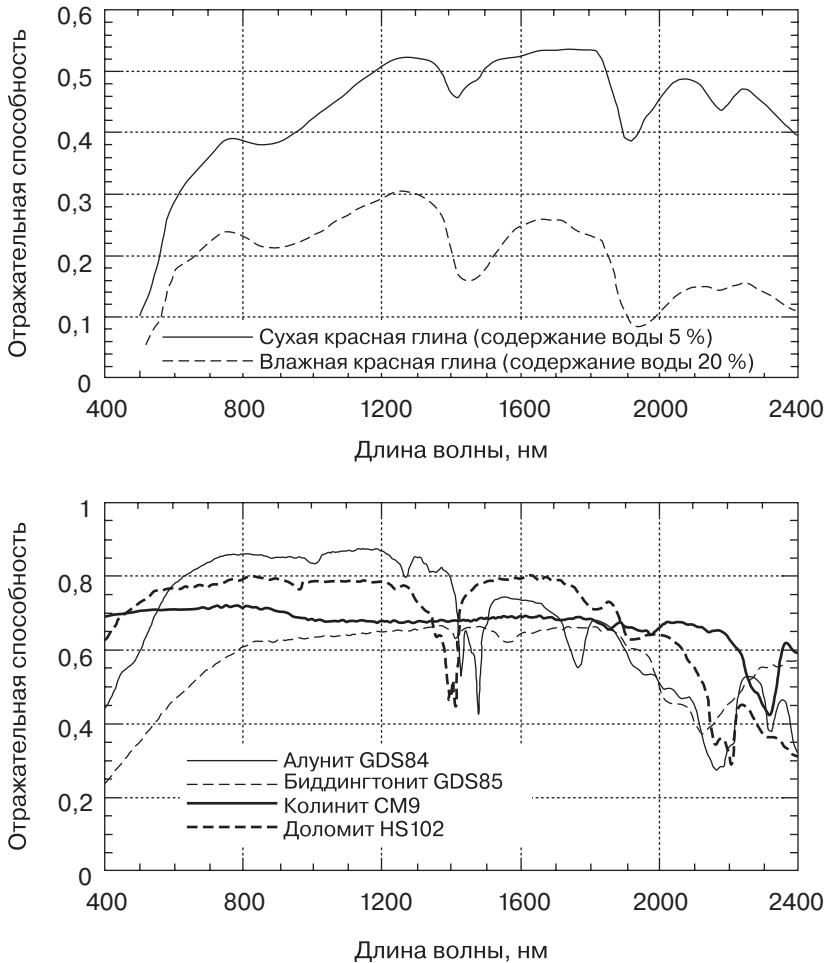 0,6
0,5
0,4
0,3
0,2
0,1
0
Отражательная способность
Сухая красная глина (содержание воды 5 %)
Влажная красная глина (содержание воды 20 %)
400 800 1200 1600 2000 2400
Длина волны, нм
1
0,8
0,6
0,4
0,2
0
Отражательная способность
Алунит GDS84
Биддингтонит GDS85
Колинит CM9
Доломит HS102
400 800 1200 1600 2000 2400
Длина волны, нм